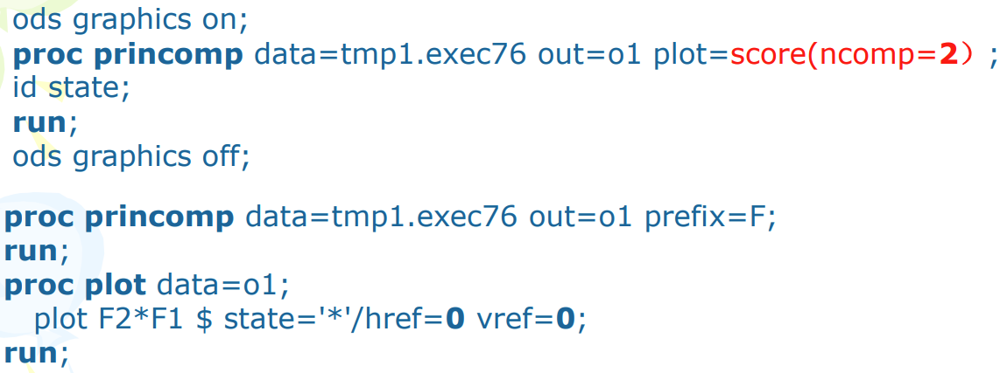 ods graphics on;
proc princomp data=tmp1.exec76 out=o1 plot=score(ncomp=2）;
id state;
run;
ods graphics off;
proc princomp data=tmp1.exec76 out=o1 prefix=F;
run;
proc plot data=o1;
plot F2*F1 $ state='*'/href=0 vref=0;
run;